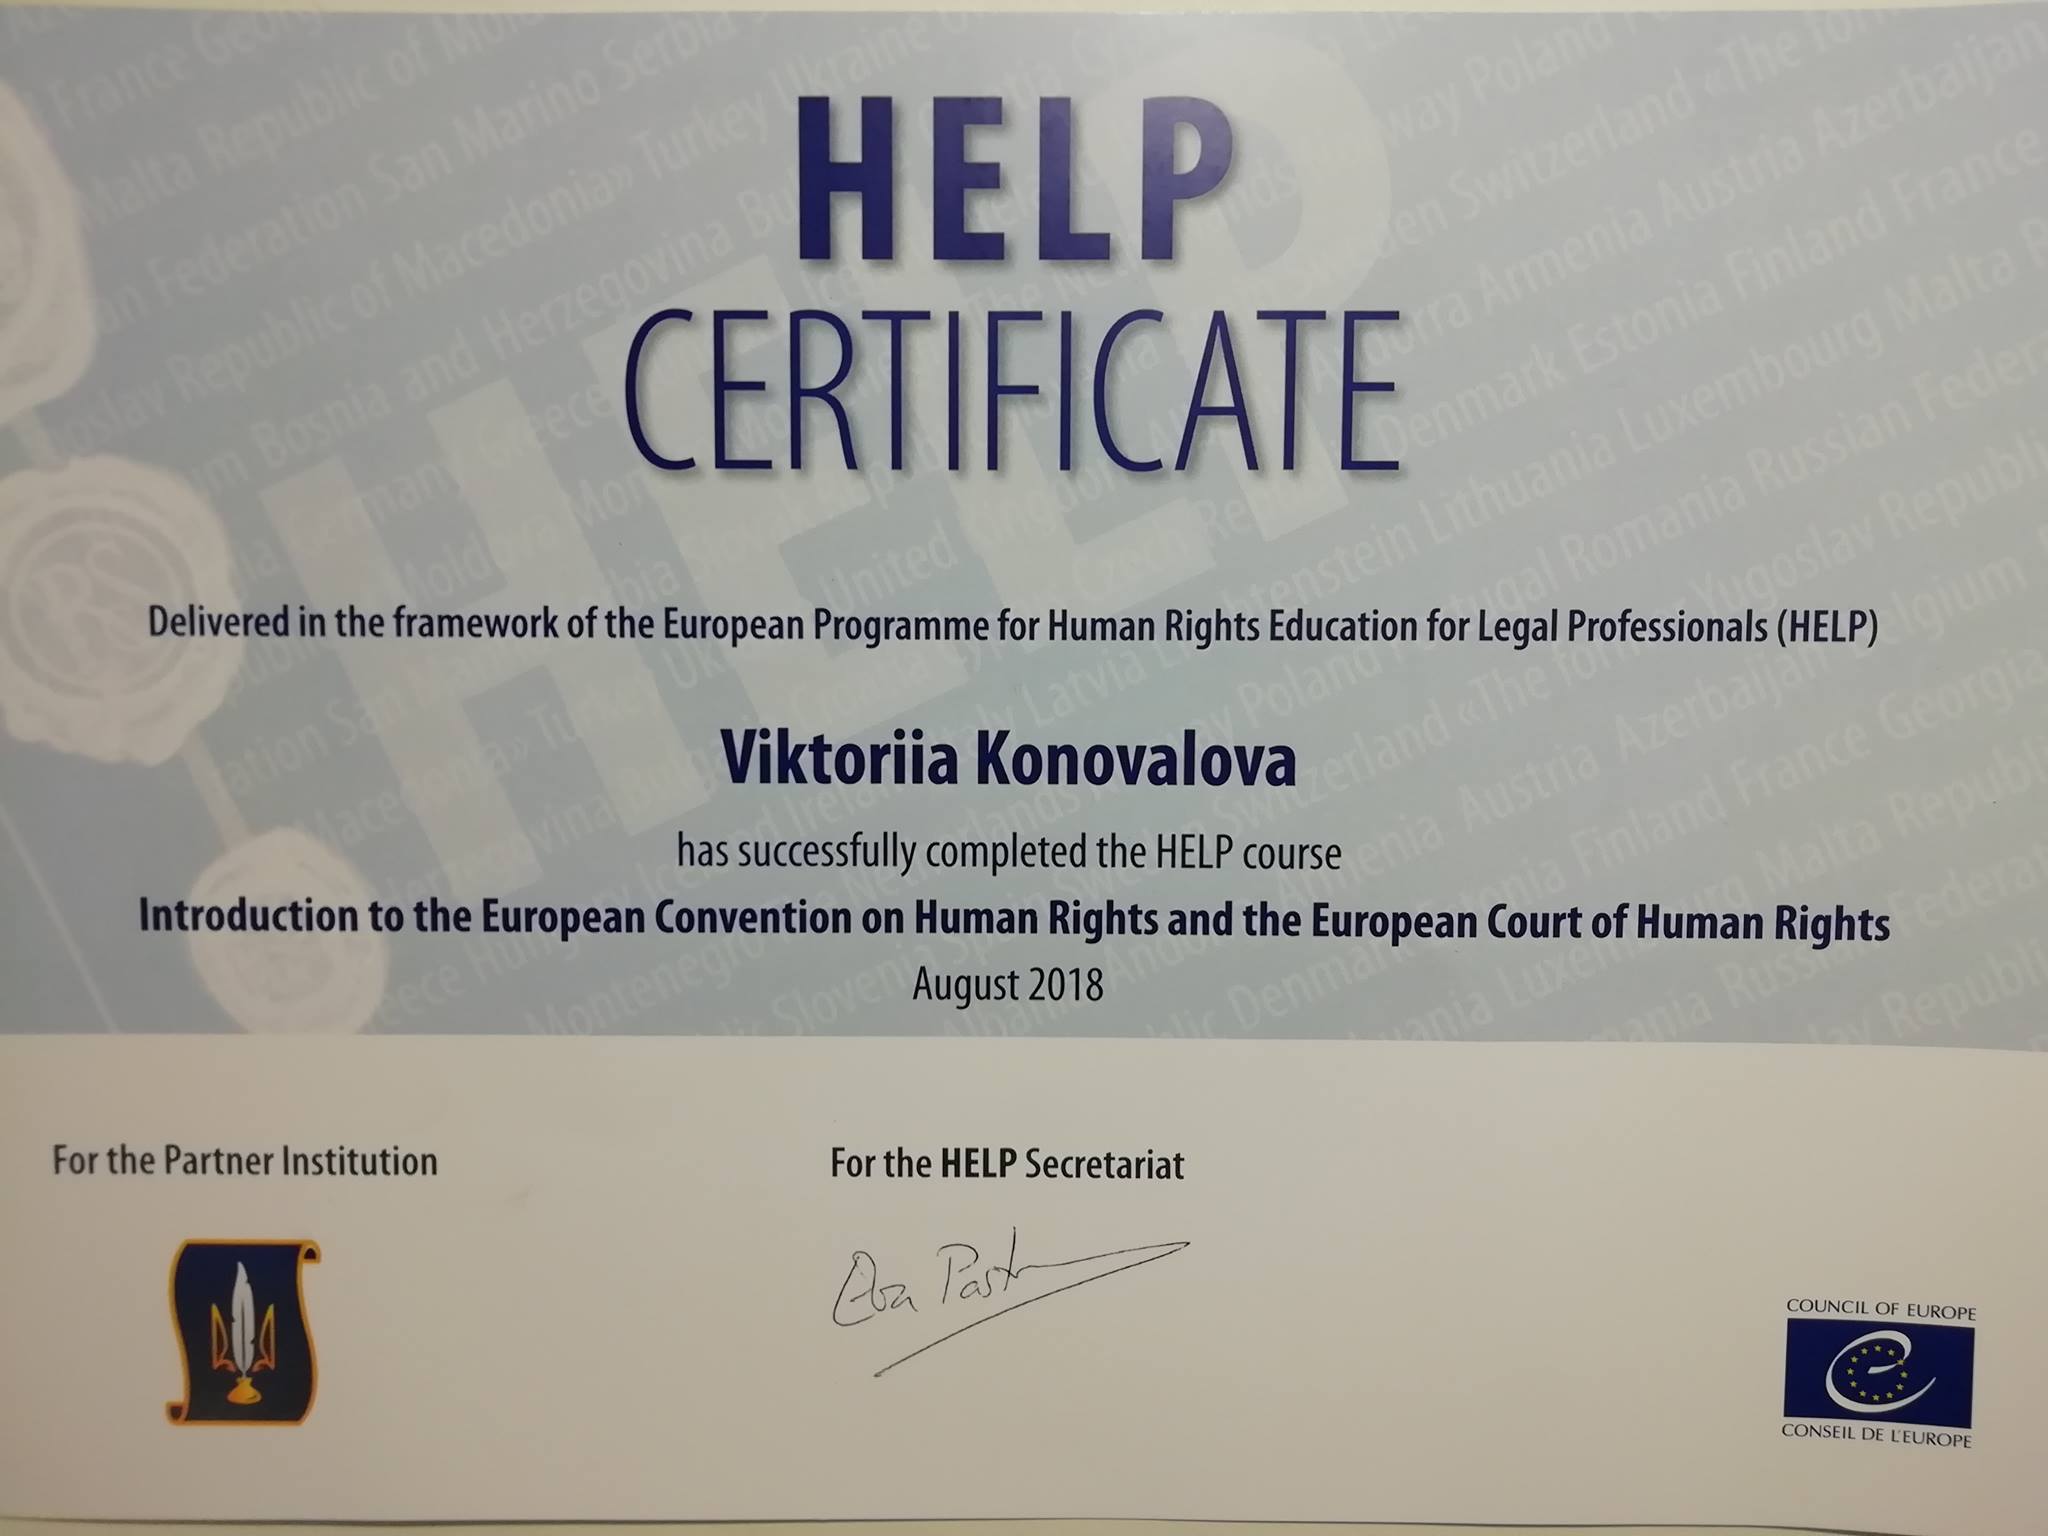 HELP
CERTIFICATE
Delivered in the framework of the European Programme for Human Rights Education for Legal Professionals (HELP)
Viktoriia Konovalova
has successfully completed the HELP course
Introduction to the European Convention on Human Rights and the European Court of Human Rights
August 2018
For the Partner Institution
For the HELP Secretariat
COUNCIL OF EUROPE
CONSEIL DE L'EUROPE